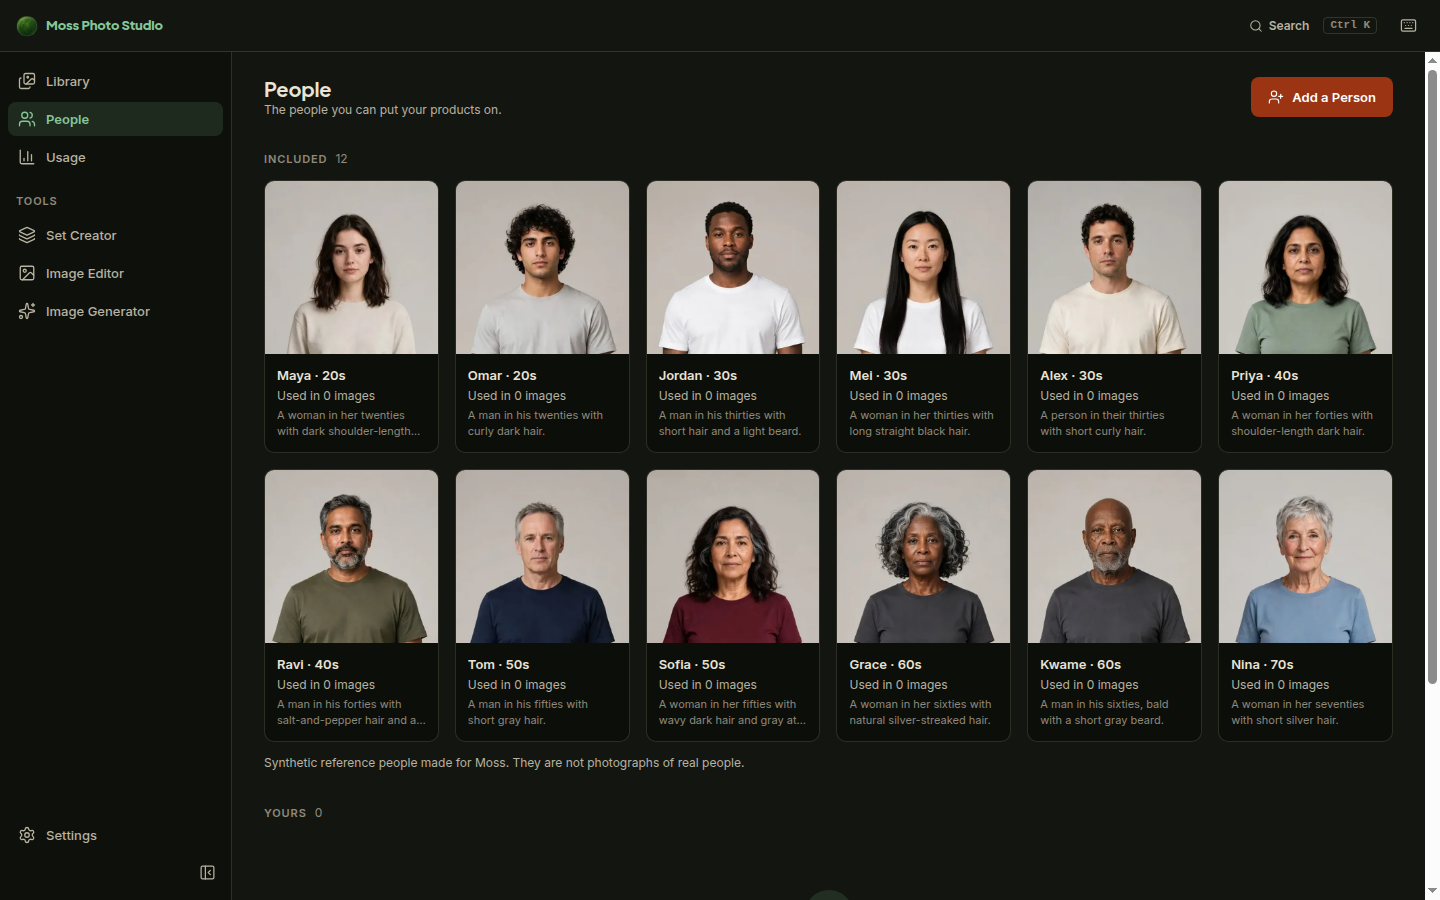 Moss Photo Studio
Search Ctrl K
Library
People
Usage
TOOLS
Set Creator
Image Editor
Image Generator
Settings
People
The people you can put your products on.
Add a Person
INCLUDED 12
Maya · 20s
Used in 0 images
A woman in her twenties
with dark shoulder-length...
Omar · 20s
Used in 0 images
A man in his twenties with
curly dark hair.
Jordan · 30s
Used in 0 images
A man in his thirties with
short hair and a light beard.
Mei · 30s
Used in 0 images
A woman in her thirties with
long straight black hair.
Alex · 30s
Used in 0 images
A person in their thirties
with short curly hair.
Priya · 40s
Used in 0 images
A woman in her forties with
shoulder-length dark hair.
Ravi · 40s
Used in 0 images
A man in his forties with
salt-and-pepper hair and a...
Tom · 50s
Used in 0 images
A man in his fifties with
short gray hair.
Sofia · 50s
Used in 0 images
A woman in her fifties with
wavy dark hair and gray at...
Grace · 60s
Used in 0 images
A woman in her sixties with
natural silver-streaked hair.
Kwame · 60s
Used in 0 images
A man in his sixties, bald
with a short gray beard.
Nina · 70s
Used in 0 images
A woman in her seventies
with short silver hair.
Synthetic reference people made for Moss. They are not photographs of real people.
YOURS 0